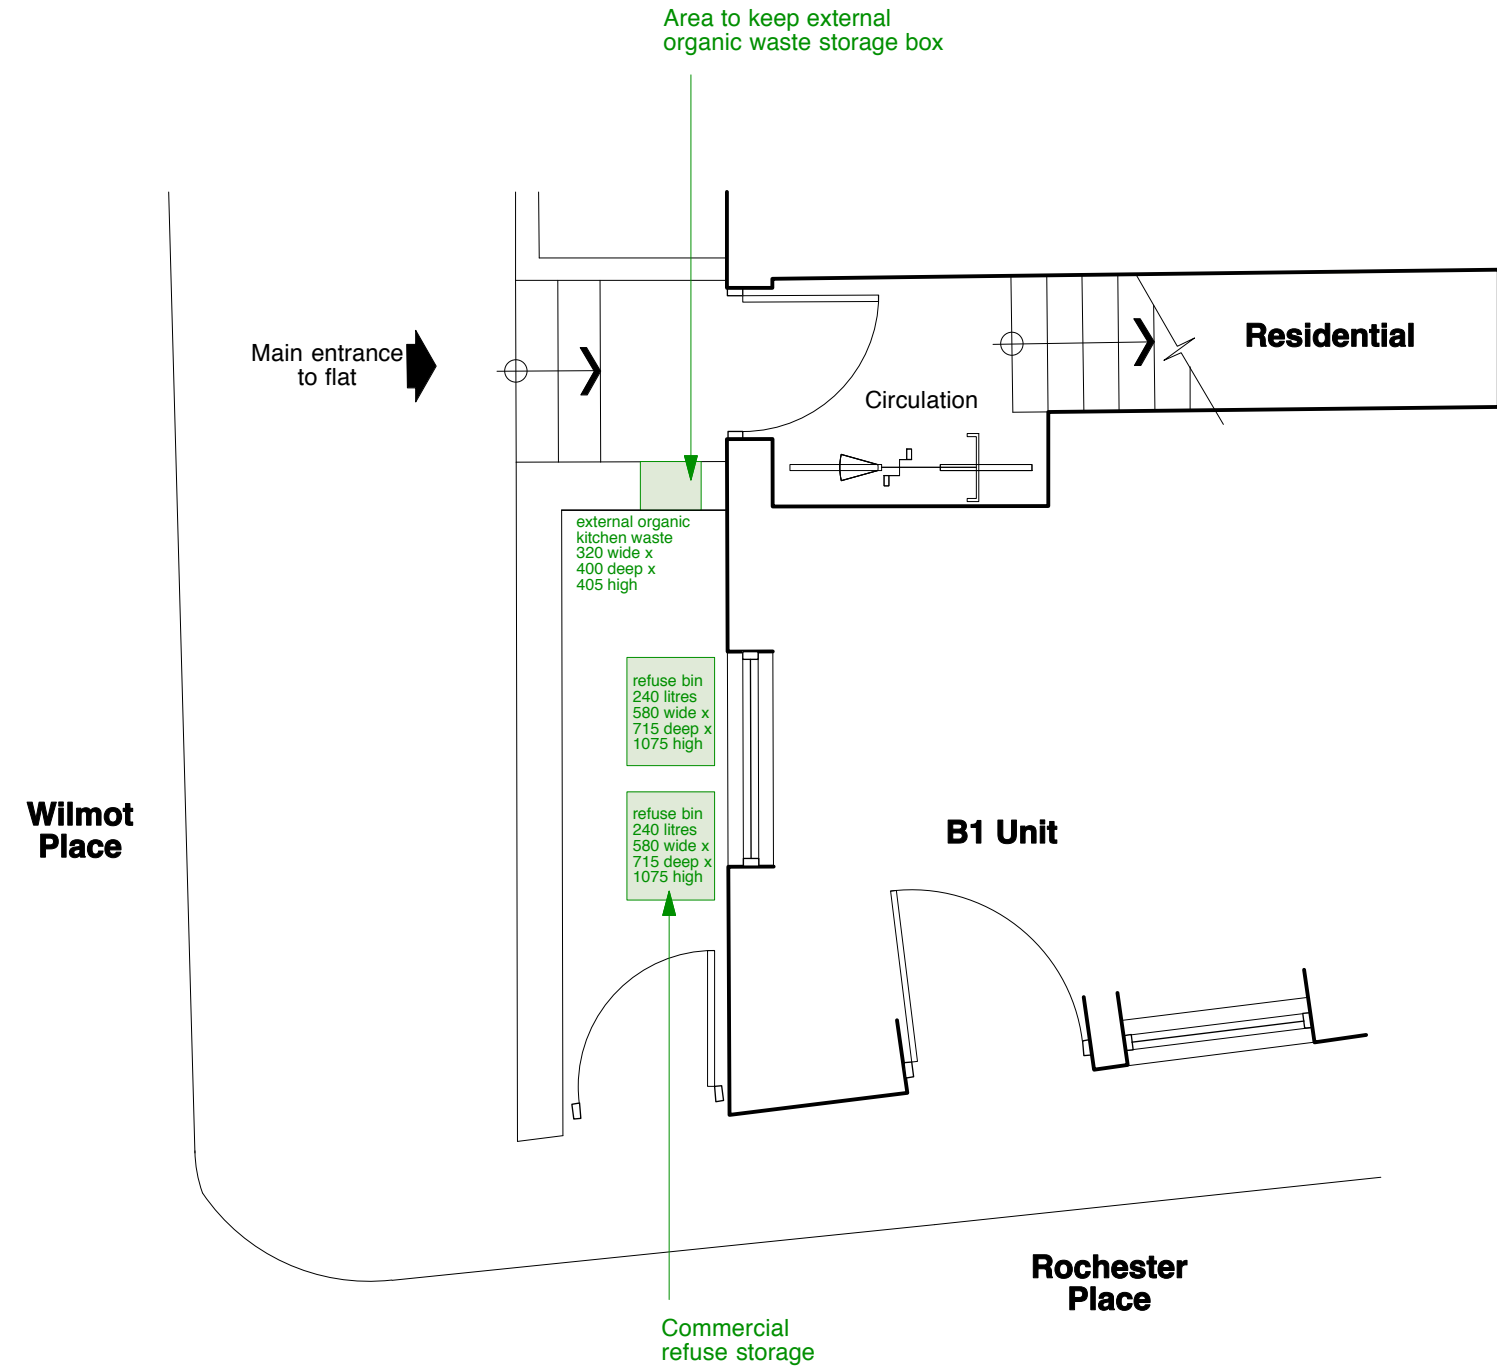 Area to keep external
organic waste storage box
Main entrance
to flat
Residential
Circulation
external organic
kitchen waste
320 wide x
400 deep x
405 high
refuse bin
240 litres
580 wide x
715 deep x
1075 high
Wilmot
Place
refuse bin
240 litres
580 wide x
715 deep x
1075 high
B1 Unit
Rochester
Place
Commercial
refuse storage